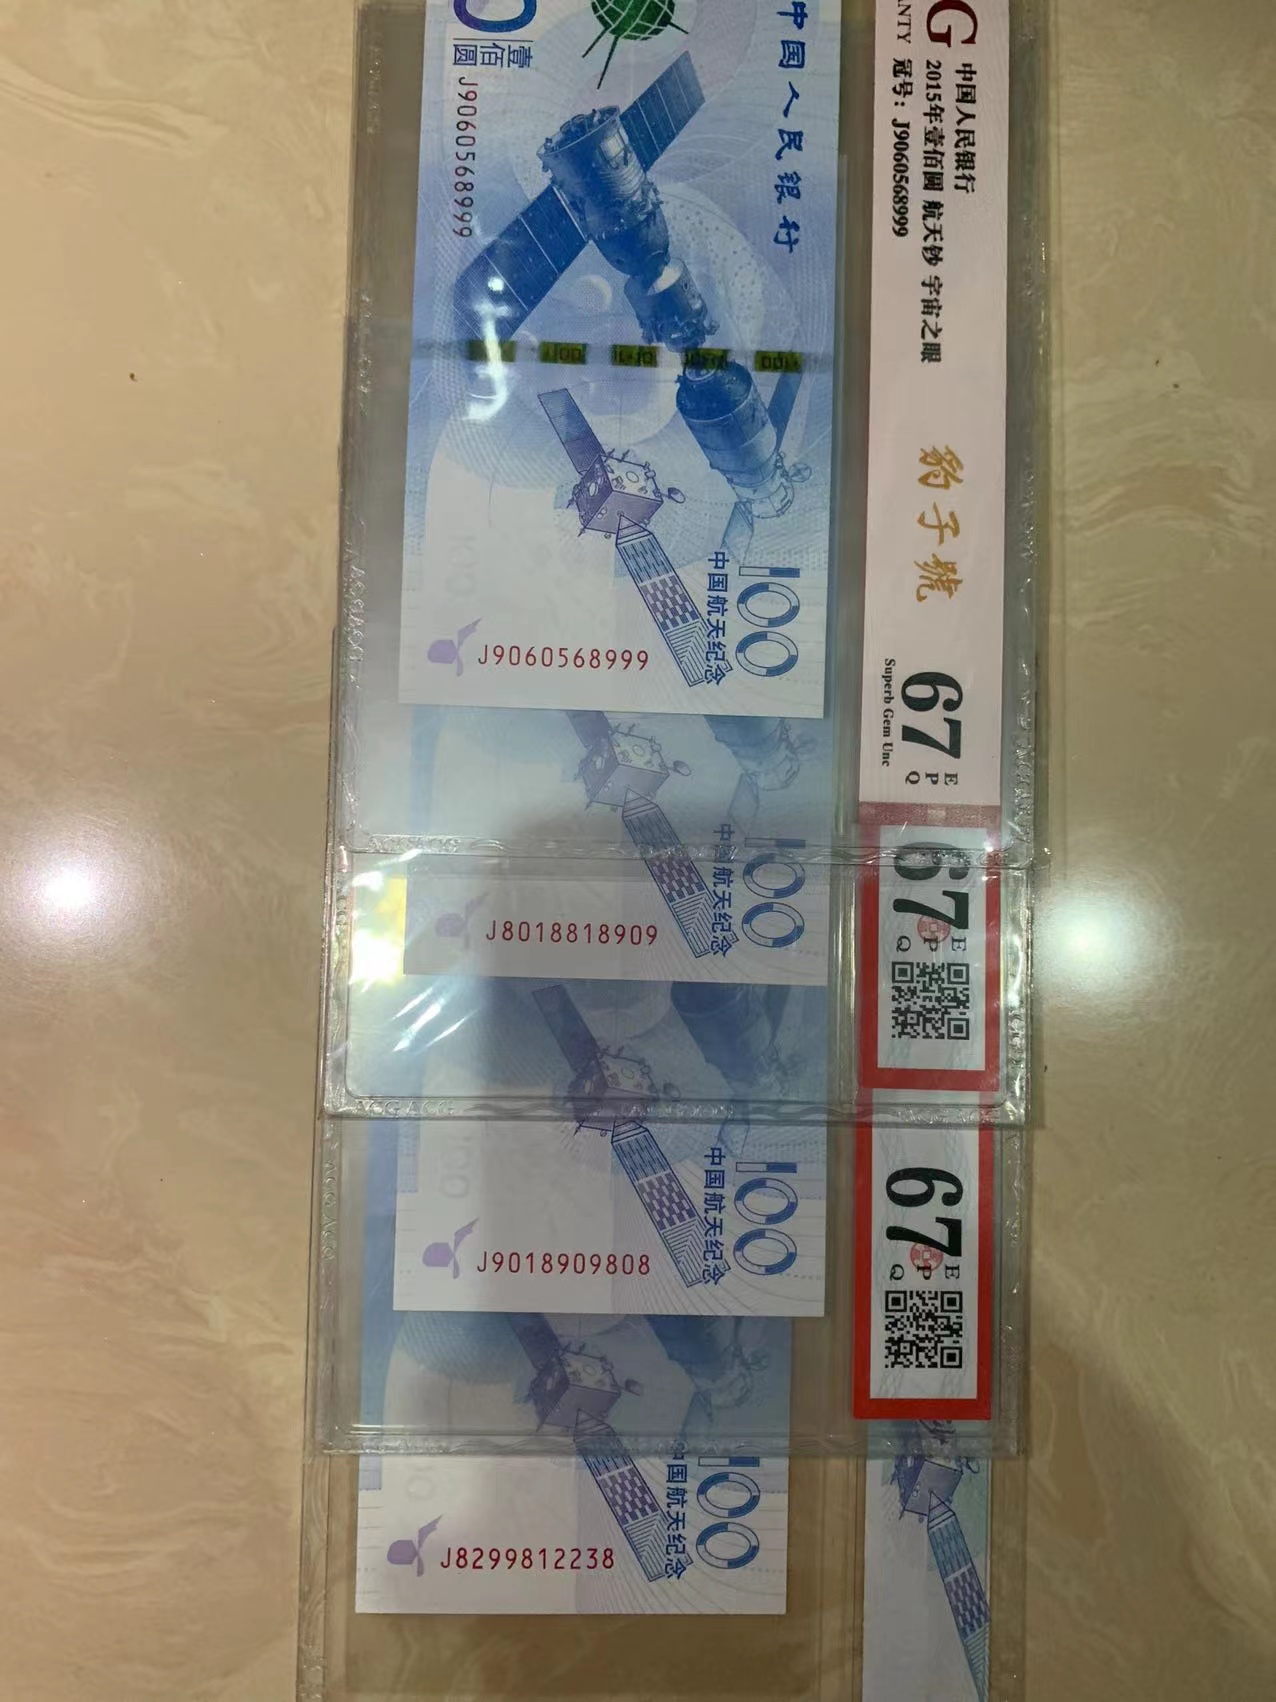 壹佰圆
J9060568999
中国人民银行
中国航天纪念
100
J9060568999
G
ANTY
中国人民银行
2015年壹佰圆 航天钞 宇宙之眼
冠号：J9060568999
豹子號
67
EPQ
Superb Gem Unc
100
中国航天纪念
J8018818909
67
EPQ
ACG ACG
100
中国航天纪念
J9018909808
67
EPQ
100
中国航天纪念
J8299812238